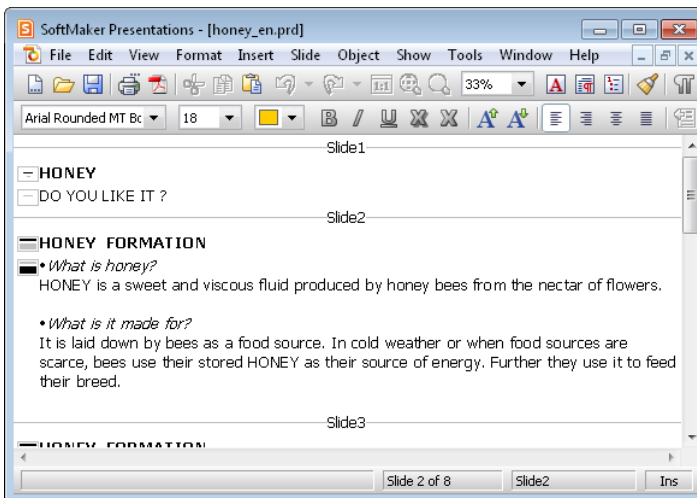 SoftMaker Presentations - [honey_en.prd]
File Edit View Format Insert Slide Object Show Tools Window Help
1:1 33% A
Arial Rounded MT Bc 18 B I U X X A A
Slide1
HONEY
DO YOU LIKE IT ?
Slide2
HONEY FORMATION
• What is honey?
HONEY is a sweet and viscous fluid produced by honey bees from the nectar of flowers.
• What is it made for?
It is laid down by bees as a food source. In cold weather or when food sources are
scarce, bees use their stored HONEY as their source of energy. Further they use it to feed
their breed.
Slide3
HONEY FORMATION
Slide 2 of 8 Slide2 Ins